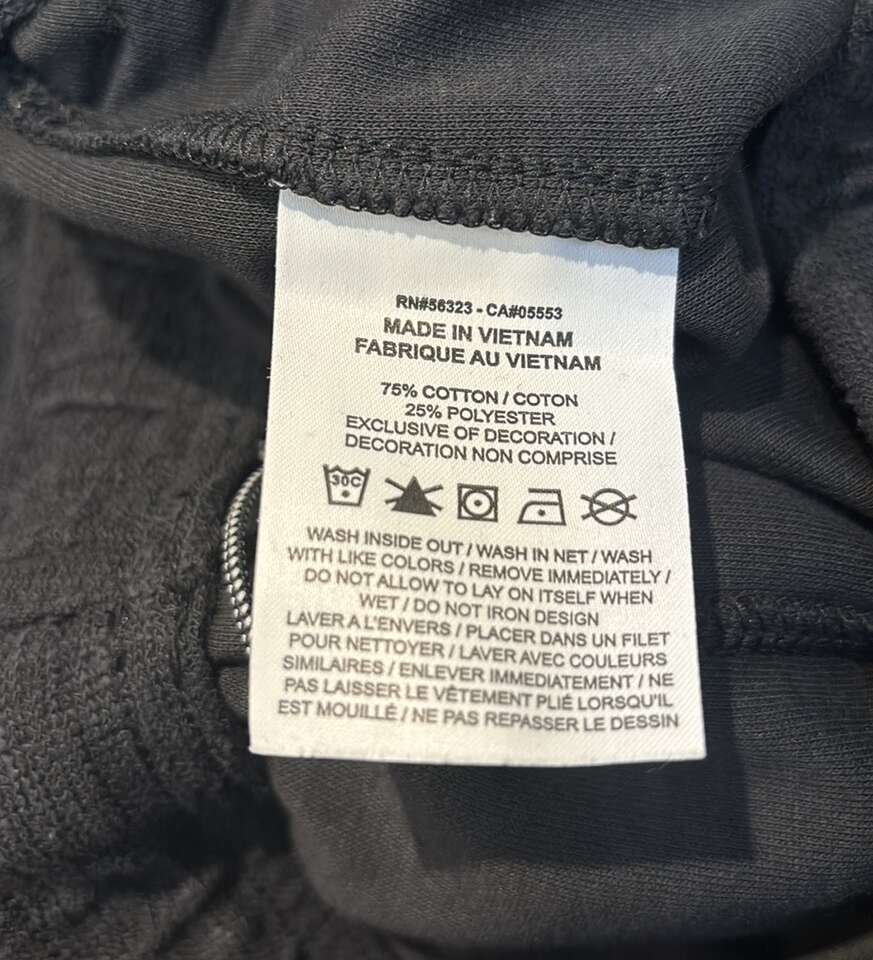 RN#56323 - CA#05553
MADE IN VIETNAM
FABRIQUE AU VIETNAM
75% COTTON / COTON
25% POLYESTER
EXCLUSIVE OF DECORATION /
DECORATION NON COMPRISE
30C
WASH INSIDE OUT / WASH IN NET / WASH
WITH LIKE COLORS / REMOVE IMMEDIATELY /
DO NOT ALLOW TO LAY ON ITSELF WHEN
WET / DO NOT IRON DESIGN
LAVER A L'ENVERS / PLACER DANS UN FILET
POUR NETTOYER / LAVER AVEC COULEURS
SIMILAIRES / ENLEVER IMMEDIATEMENT / NE
PAS LAISSER LE VÊTEMENT PLIÉ LORSQU'IL
EST MOUILLÉ / NE PAS REPASSER LE DESSIN